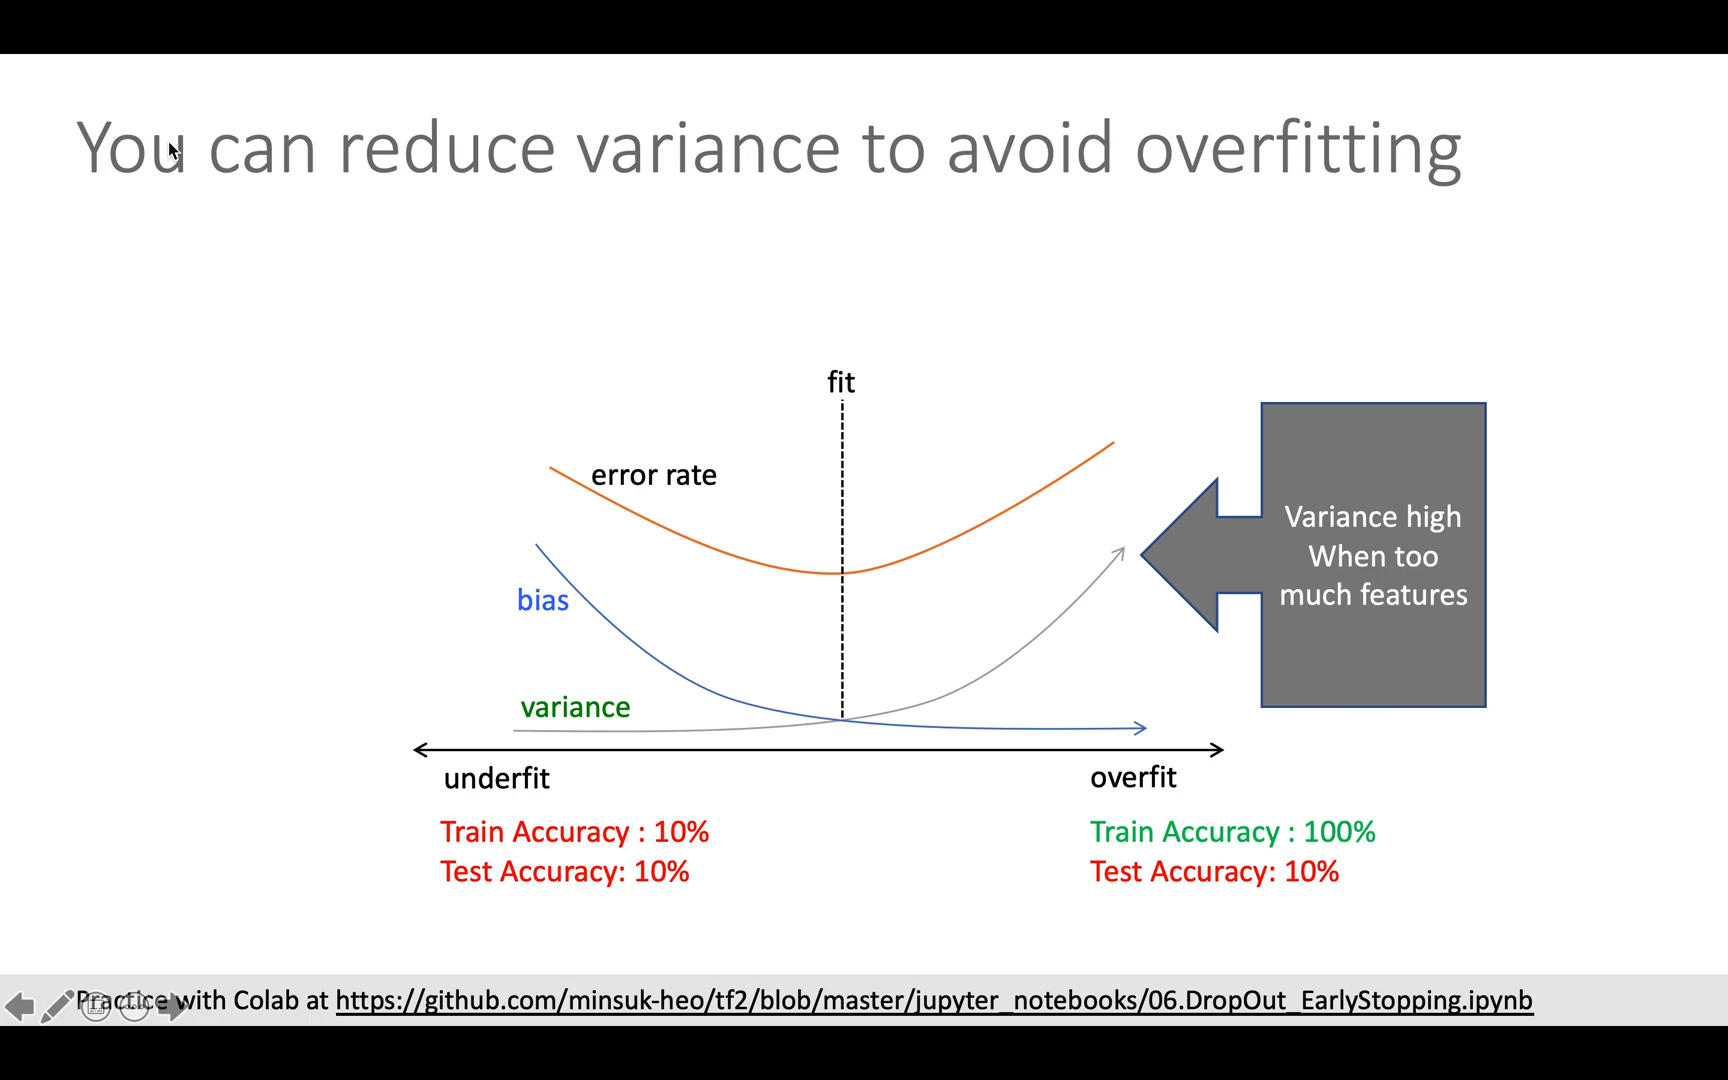 You can reduce variance to avoid overfitting
fit
error rate
bias
variance
Variance high
When too
much features
underfit
overfit
Train Accuracy : 10%
Test Accuracy: 10%
Train Accuracy : 100%
Test Accuracy: 10%
Practice with Colab at https://github.com/minsuk-heo/tf2/blob/master/jupyter_notebooks/06.DropOut_EarlyStopping.ipynb